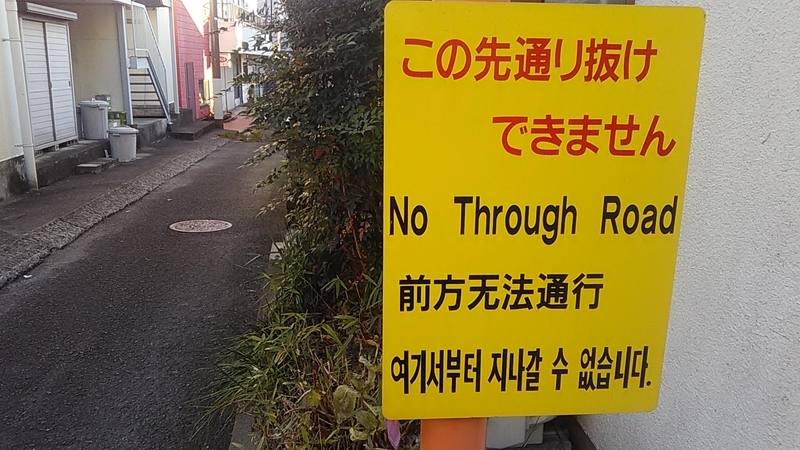 この先通り抜け
できません
No Through Road
前方无法通行
여기서부터 지나갈 수 없습니다.